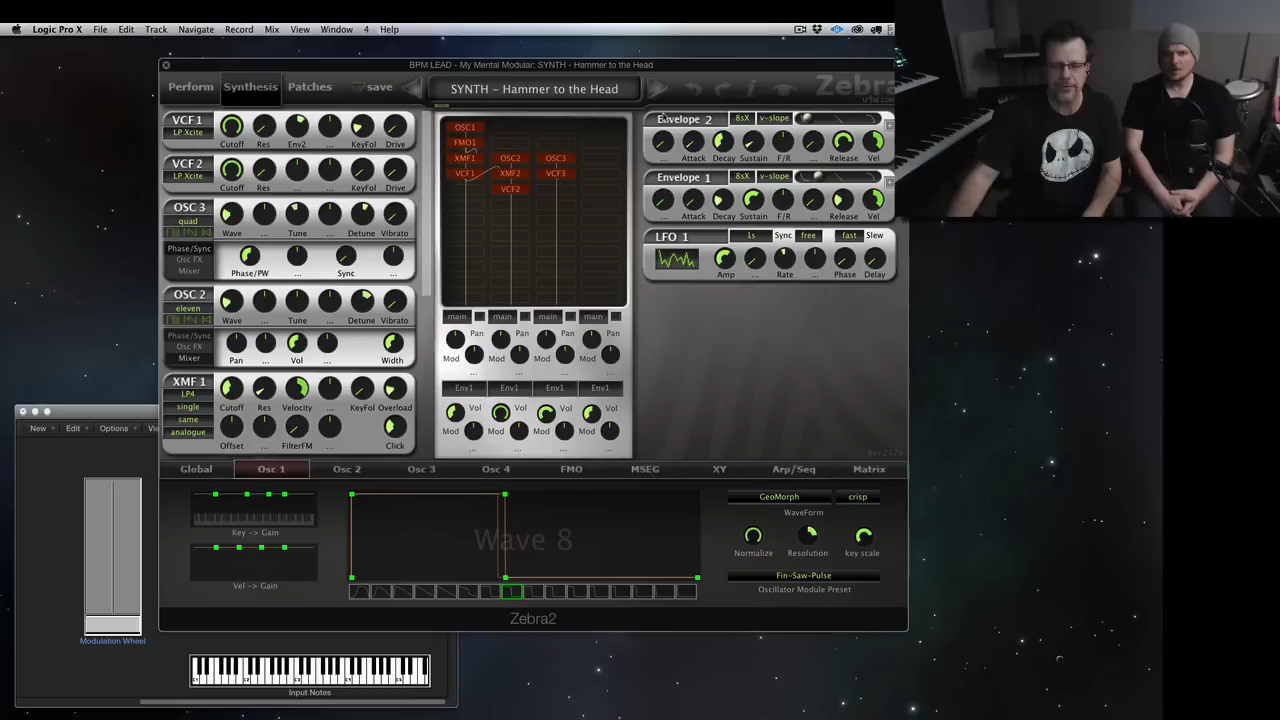 Logic Pro X File Edit Track Navigate Record Mix View Window 4 Help
BPM LEAD - My Mental Modular: SYNTH - Hammer to the Head
Perform Synthesis Patches save SYNTH - Hammer to the Head Zebra
u-he.com
VCF 1
LP Xcite
Cutoff Res Env2 ... KeyFol Drive
VCF 2
LP Xcite
Cutoff Res ... ... KeyFol Drive
OSC 3
quad
Wave ... Tune ... Detune Vibrato
Phase/Sync
Osc FX
Mixer
Phase/PW ... Sync ...
OSC 2
eleven
Wave ... Tune ... Detune Vibrato
Phase/Sync
Osc FX
Mixer
Pan ... Vol ... Width
XMF 1
LP4
single
same
analogue
Cutoff Res Velocity ... KeyFol Overload
Offset ... FilterFM ... Click
OSC1
FMO1
XMF1 OSC2 OSC3
VCF1 XMF2 VCF3
VCF2
main main main main
Pan Pan Pan Pan
Mod Mod Mod Mod
... ... ... ...
Env1 Env1 Env1 Env1
Vol Vol Vol Vol
Mod Mod Mod Mod
... ... ... ...
Envelope 2 8sX v-slope
... Attack Decay Sustain F/R ... Release Vel
Envelope 1 8sX v-slope
... Attack Decay Sustain F/R ... Release Vel
LFO 1 1s Sync free fast Slew
Amp ... Rate ... Phase Delay
Global Osc 1 Osc 2 Osc 3 Osc 4 FMO MSEG XY Arp/Seq Matrix
Key -> Gain
Vel -> Gain
Wave 8
GeoMorph crisp
WaveForm
Normalize Resolution key scale
Fin-Saw-Pulse
Oscillator Module Preset
Zebra2
New Edit Options
Modulation Wheel
Input Notes